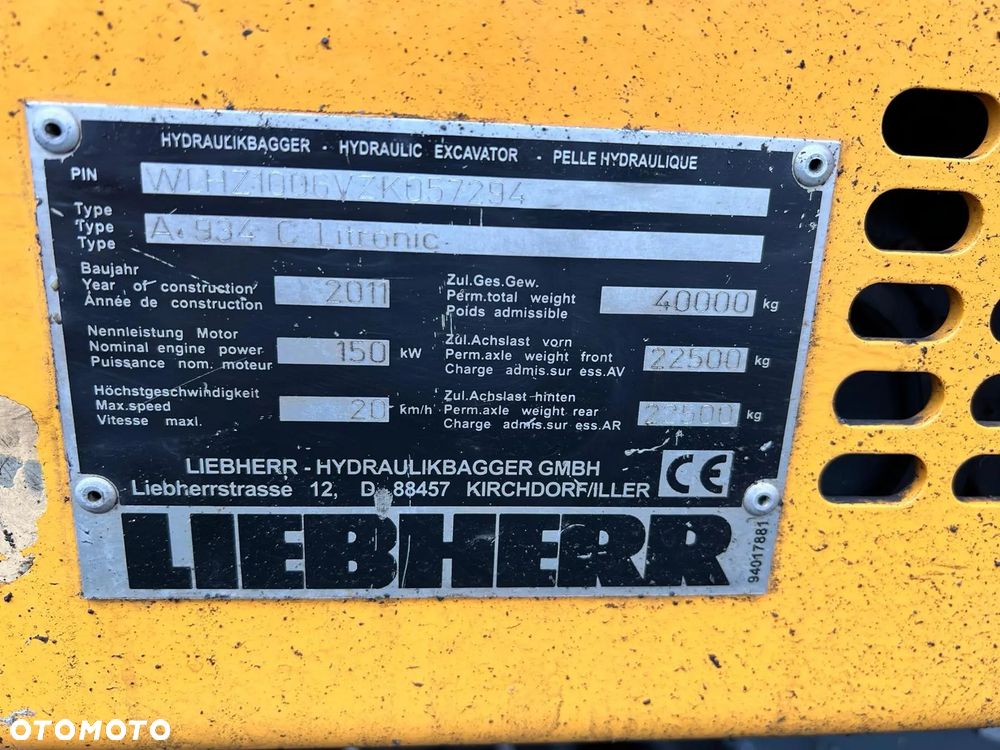 HYDRAULIKBAGGER - HYDRAULIC EXCAVATOR - PELLE HYDRAULIQUE
PIN WLHZ1006VZK057294
Type
Type A 934 C Litronic
Type
Baujahr
Year of construction 2011
Année de construction
Zul.Ges.Gew.
Perm.total weight 40000 kg
Poids admissible
Nennleistung Motor
Nominal engine power 150 kW
Puissance nom. moteur
Zul.Achslast vorn
Perm.axle weight front 22500 kg
Charge admis.sur ess.AV
Höchstgeschwindigkeit
Max.speed 20 km/h
Vitesse maxl.
Zul.Achslast hinten
Perm.axle weight rear 22500 kg
Charge admis.sur ess.AR
LIEBHERR - HYDRAULIKBAGGER GMBH
Liebherrstrasse 12, D 88457 KIRCHDORF/ILLER
CE
LIEBHERR
94017881
OTOMOTO